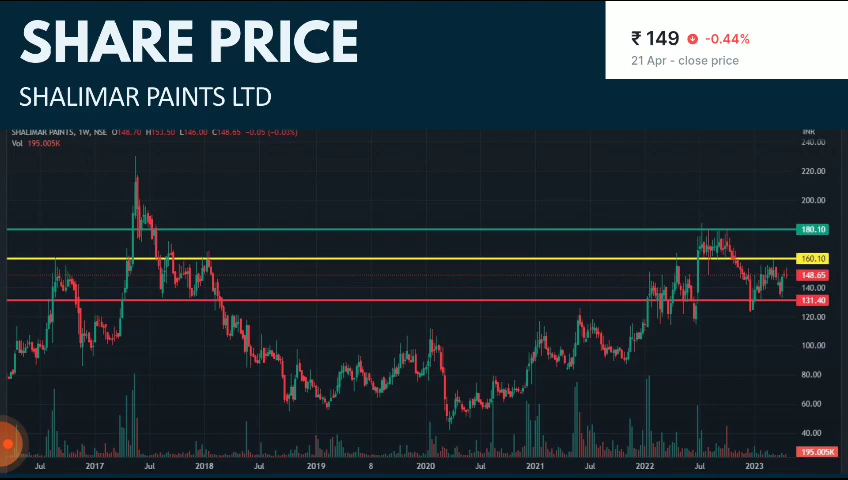 SHARE PRICE
SHALIMAR PAINTS LTD
₹ 149 -0.44%
21 Apr - close price
SHALIMAR PAINTS, 1W, NSE O148.70 H153.50 L146.00 C148.65 -0.05 (-0.03%)
Vol 195.005K
INR
240.00
220.00
200.00
180.10
160.10
148.65
140.00
131.40
120.00
100.00
80.00
60.00
40.00
195.005K
Jul 2017 Jul 2018 Jul 2019 8 2020 Jul 2021 Jul 2022 Jul 2023